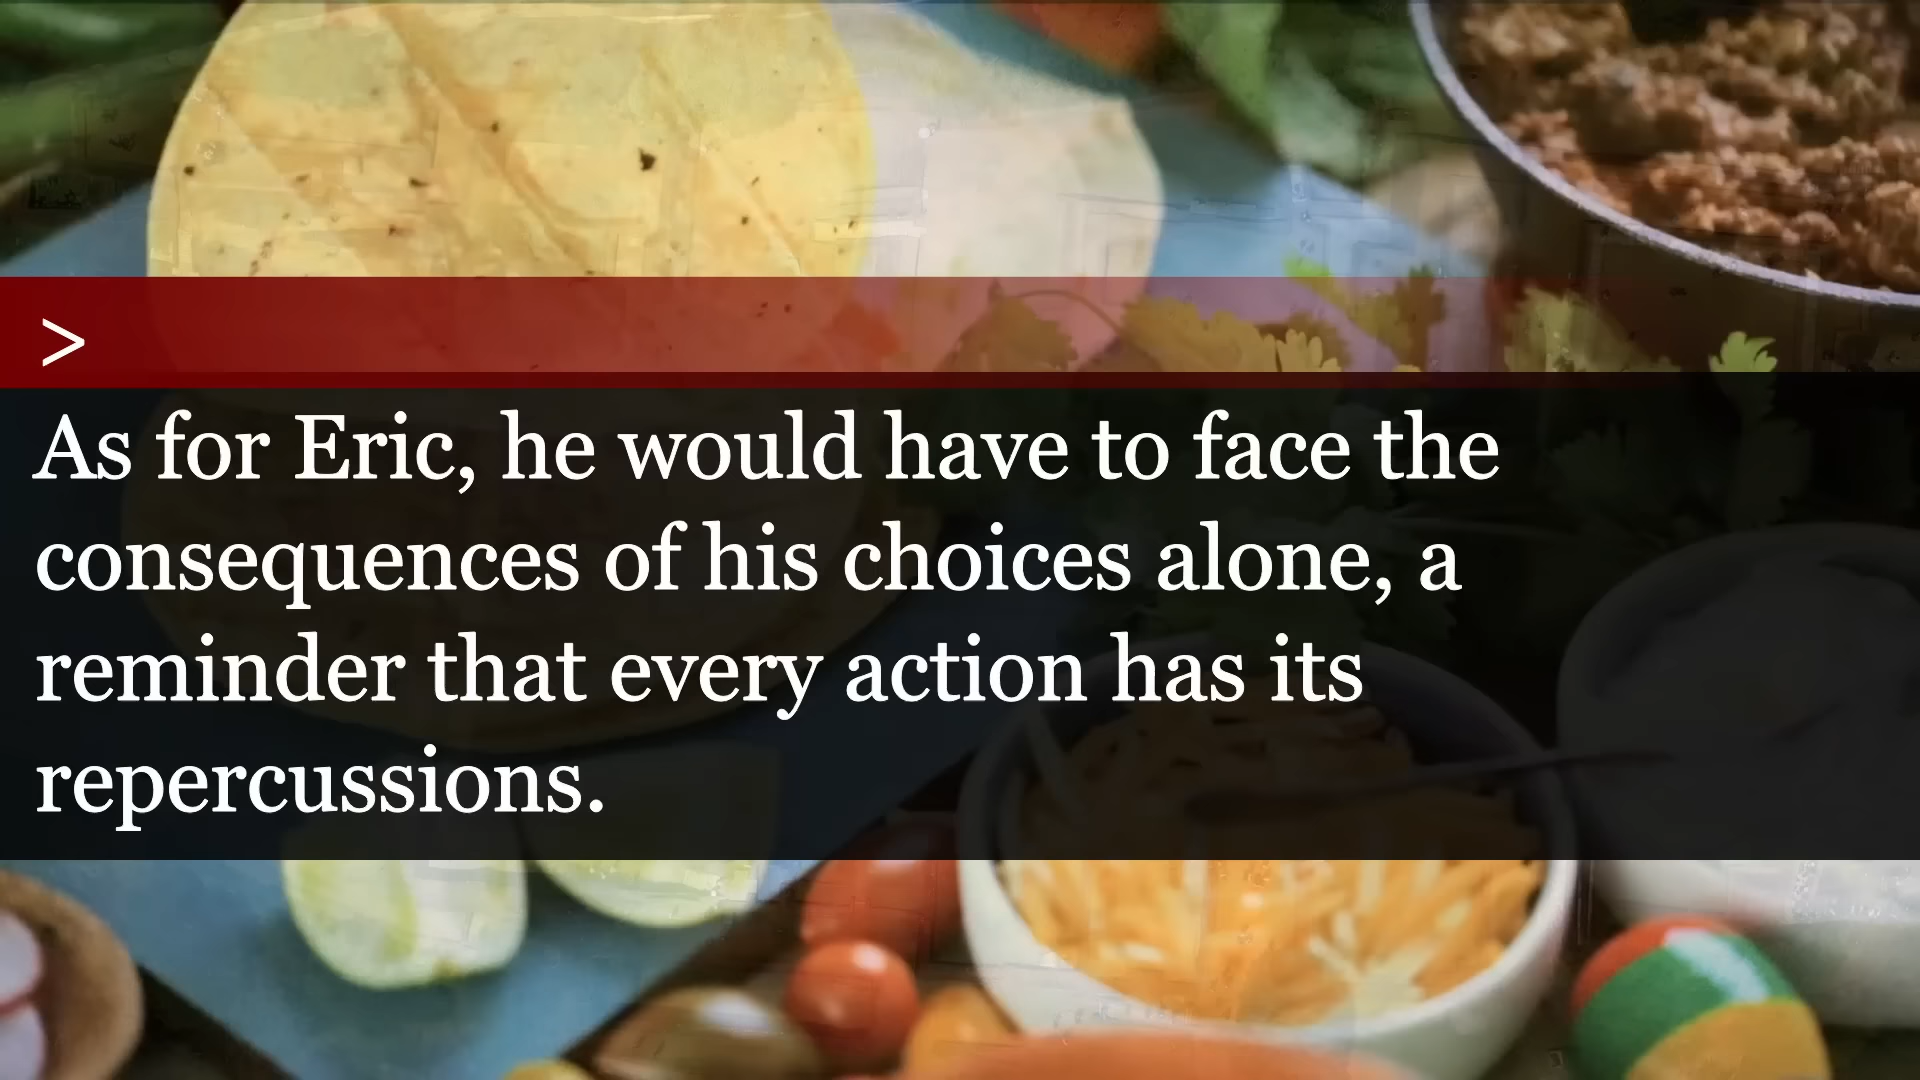 >
As for Eric, he would have to face the
consequences of his choices alone, a
reminder that every action has its
repercussions.